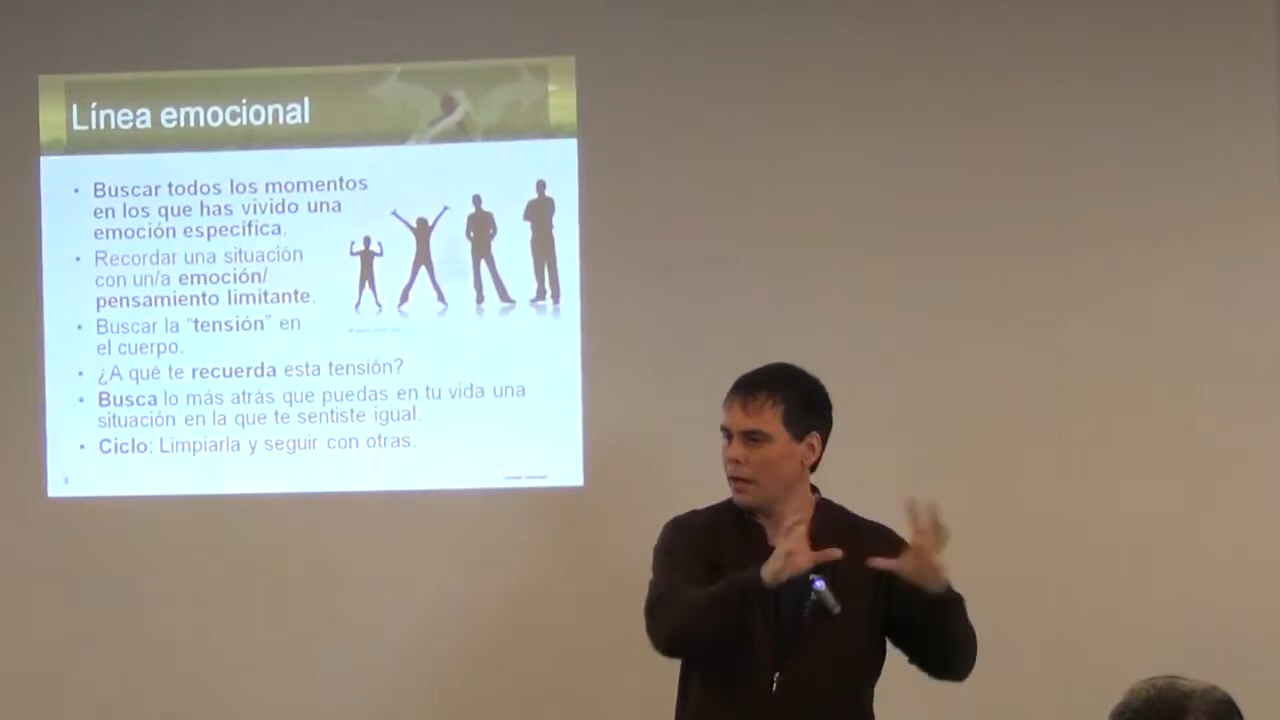 Línea emocional
• Buscar todos los momentos
en los que has vivido una
emoción específica.
• Recordar una situación
con un/a emoción/
pensamiento limitante.
• Buscar la “tensión” en
el cuerpo.
• ¿A qué te recuerda esta tensión?
• Busca lo más atrás que puedas en tu vida una
situación en la que te sentiste igual.
• Ciclo: Limpiarla y seguir con otras.